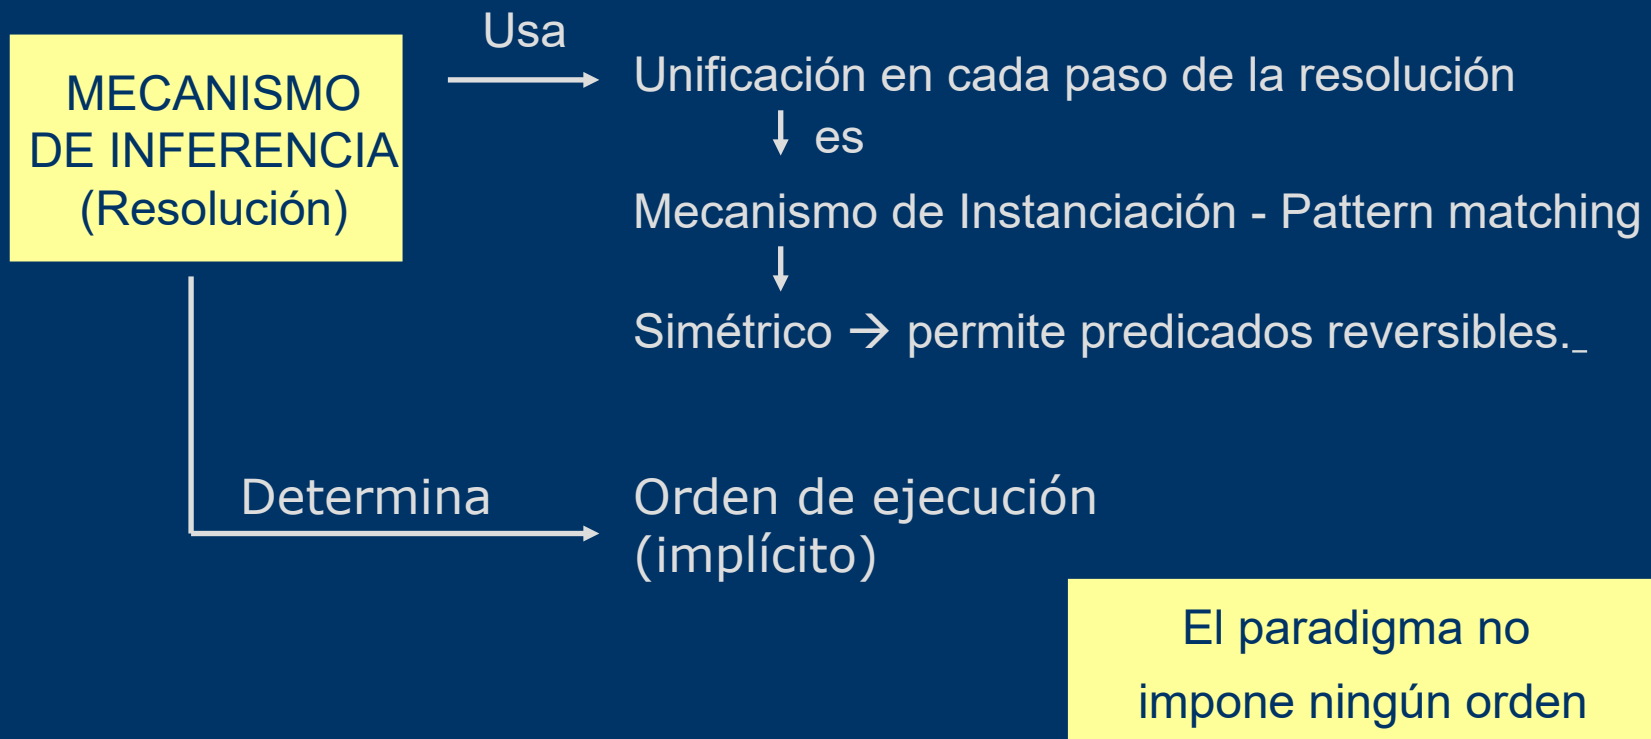 Usa
MECANISMO
DE INFERENCIA
(Resolución)
Unificación en cada paso de la resolución
es
Mecanismo de Instanciación - Pattern matching
Simétrico → permite predicados reversibles._
Determina
Orden de ejecución
(implícito)
El paradigma no
impone ningún orden